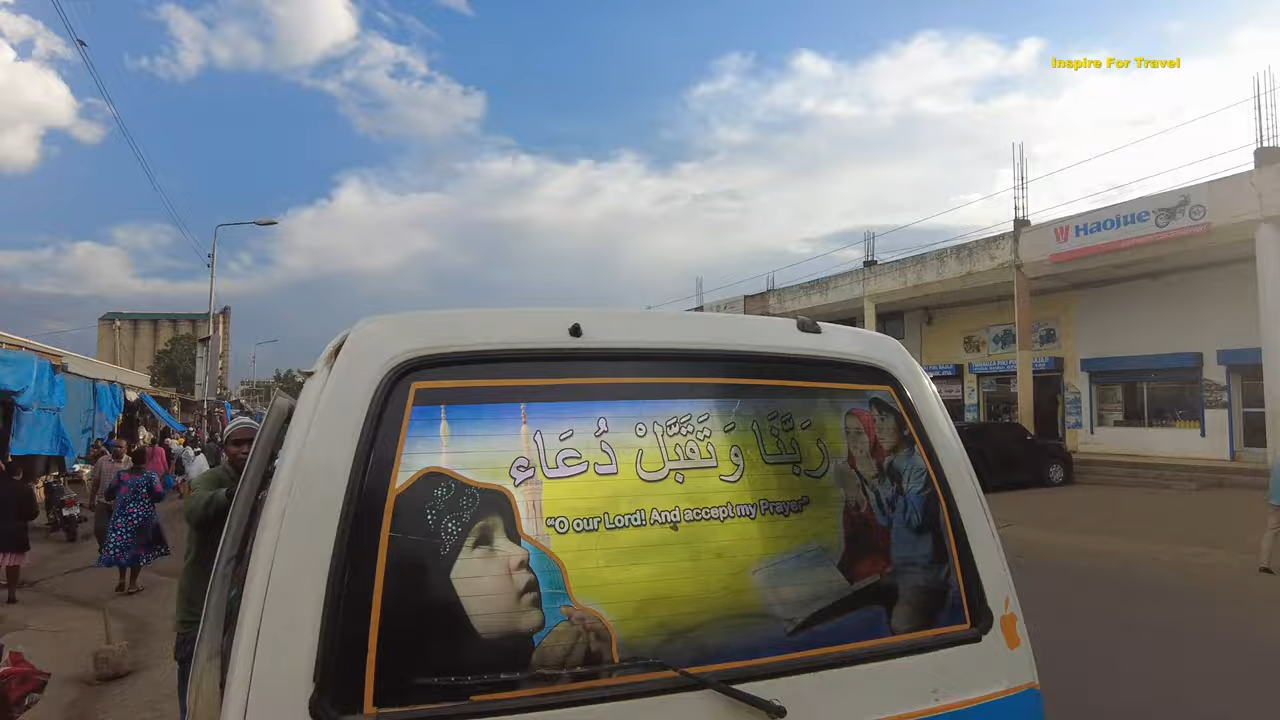 Inspire For Travel
Haojue
رَبَّنَا وَتَقَبَّلْ دُعَاءِ
“O our Lord! And accept my Prayer”